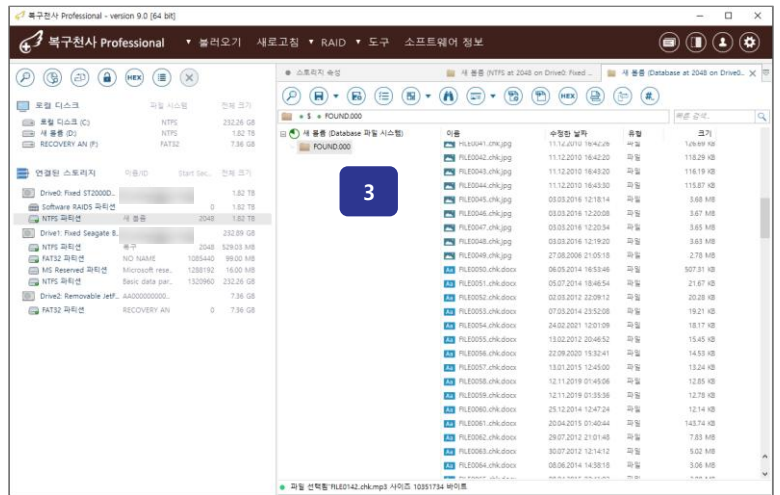 복구천사 Professional - version 9.0 [64 bit]
복구천사 Professional ▼ 불러오기 새로고침 ▼ RAID ▼ 도구 소프트웨어 정보
스토리지 속성 새 볼륨 (NTFS at 2048 on Drive0: Fixed ... 새 볼륨 (Database at 2048 on Drive0..
HEX
HEX
로컬 디스크 파일 시스템 전체 크기
로컬 디스크 (C) NTFS 232.26 GB
새 볼륨 (D) NTFS 1.82 TB
RECOVERY AN (F) FAT32 7.36 GB
연결된 스토리지 이름/ID Start Sec.. 전체 크기
Drive0: Fixed ST2000D.. 1.82 TB
Software RAID5 파티션 0 1.82 TB
NTFS 파티션 새 볼륨 2048 1.82 TB
Drive1: Fixed Seagate B.. 232.89 GB
NTFS 파티션 복구 2048 529.03 MB
FAT32 파티션 NO NAME 1085440 99.00 MB
MS Reserved 파티션 Microsoft rese.. 1288192 16.00 MB
NTFS 파티션 Basic data par.. 1320960 232.26 GB
Drive2: Removable JetF.. AA000000000.. 7.36 GB
FAT32 파티션 RECOVERY AN 0 7.36 GB
$ FOUND.000 빠른 검색..
새 볼륨 (Database 파일 시스템)
FOUND.000
3
이름 수정한 날짜 유형 크기
FILE0041.chk.jpg 11.12.2010 16:42:26 파일 126.69 KB
FILE0042.chk.jpg 11.12.2010 16:42:20 파일 118.29 KB
FILE0043.chk.jpg 11.12.2010 16:43:20 파일 116.19 KB
FILE0044.chk.jpg 11.12.2010 16:43:30 파일 115.87 KB
FILE0045.chk.jpg 03.03.2016 12:18:14 파일 3.68 MB
FILE0046.chk.jpg 03.03.2016 12:20:08 파일 3.67 MB
FILE0047.chk.jpg 03.03.2016 12:20:34 파일 3.65 MB
FILE0048.chk.jpg 03.03.2016 12:19:20 파일 3.63 MB
FILE0049.chk.jpg 27.08.2006 21:05:18 파일 2.78 MB
FILE0050.chk.docx 06.05.2014 16:53:46 파일 507.31 KB
FILE0051.chk.docx 05.07.2014 18:46:54 파일 21.67 KB
FILE0052.chk.docx 02.03.2012 22:09:12 파일 20.28 KB
FILE0053.chk.docx 07.03.2014 23:52:08 파일 19.21 KB
FILE0054.chk.docx 24.02.2021 12:01:09 파일 18.17 KB
FILE0055.chk.docx 13.02.2012 20:46:52 파일 15.45 KB
FILE0056.chk.docx 22.09.2020 15:32:41 파일 14.53 KB
FILE0057.chk.docx 13.01.2015 12:45:00 파일 13.24 KB
FILE0058.chk.docx 12.11.2019 01:45:06 파일 12.85 KB
FILE0059.chk.docx 12.11.2019 01:35:36 파일 12.78 KB
FILE0060.chk.docx 25.12.2014 12:47:24 파일 12.14 KB
FILE0061.chk.docx 20.04.2015 01:40:44 파일 143.74 KB
FILE0062.chk.docx 29.07.2012 21:01:48 파일 7.83 MB
FILE0063.chk.docx 30.07.2012 12:14:12 파일 5.02 MB
FILE0064.chk.docx 08.06.2014 14:38:18 파일 3.06 MB
파일 선택됨"FILE0142.chk.mp3 사이즈 10351734 바이트